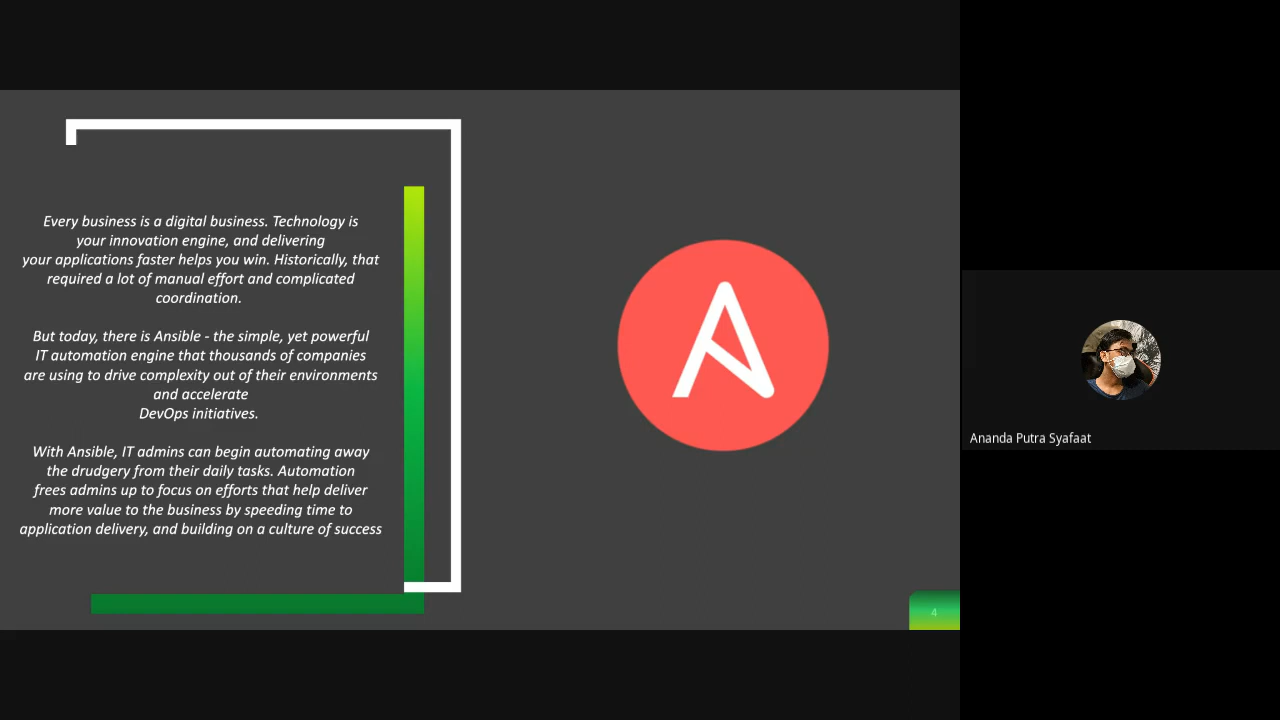 Every business is a digital business. Technology is
your innovation engine, and delivering
your applications faster helps you win. Historically, that
required a lot of manual effort and complicated
coordination.
But today, there is Ansible - the simple, yet powerful
IT automation engine that thousands of companies
are using to drive complexity out of their environments
and accelerate
DevOps initiatives.
With Ansible, IT admins can begin automating away
the drudgery from their daily tasks. Automation
frees admins up to focus on efforts that help deliver
more value to the business by speeding time to
application delivery, and building on a culture of success
4
Ananda Putra Syafaat